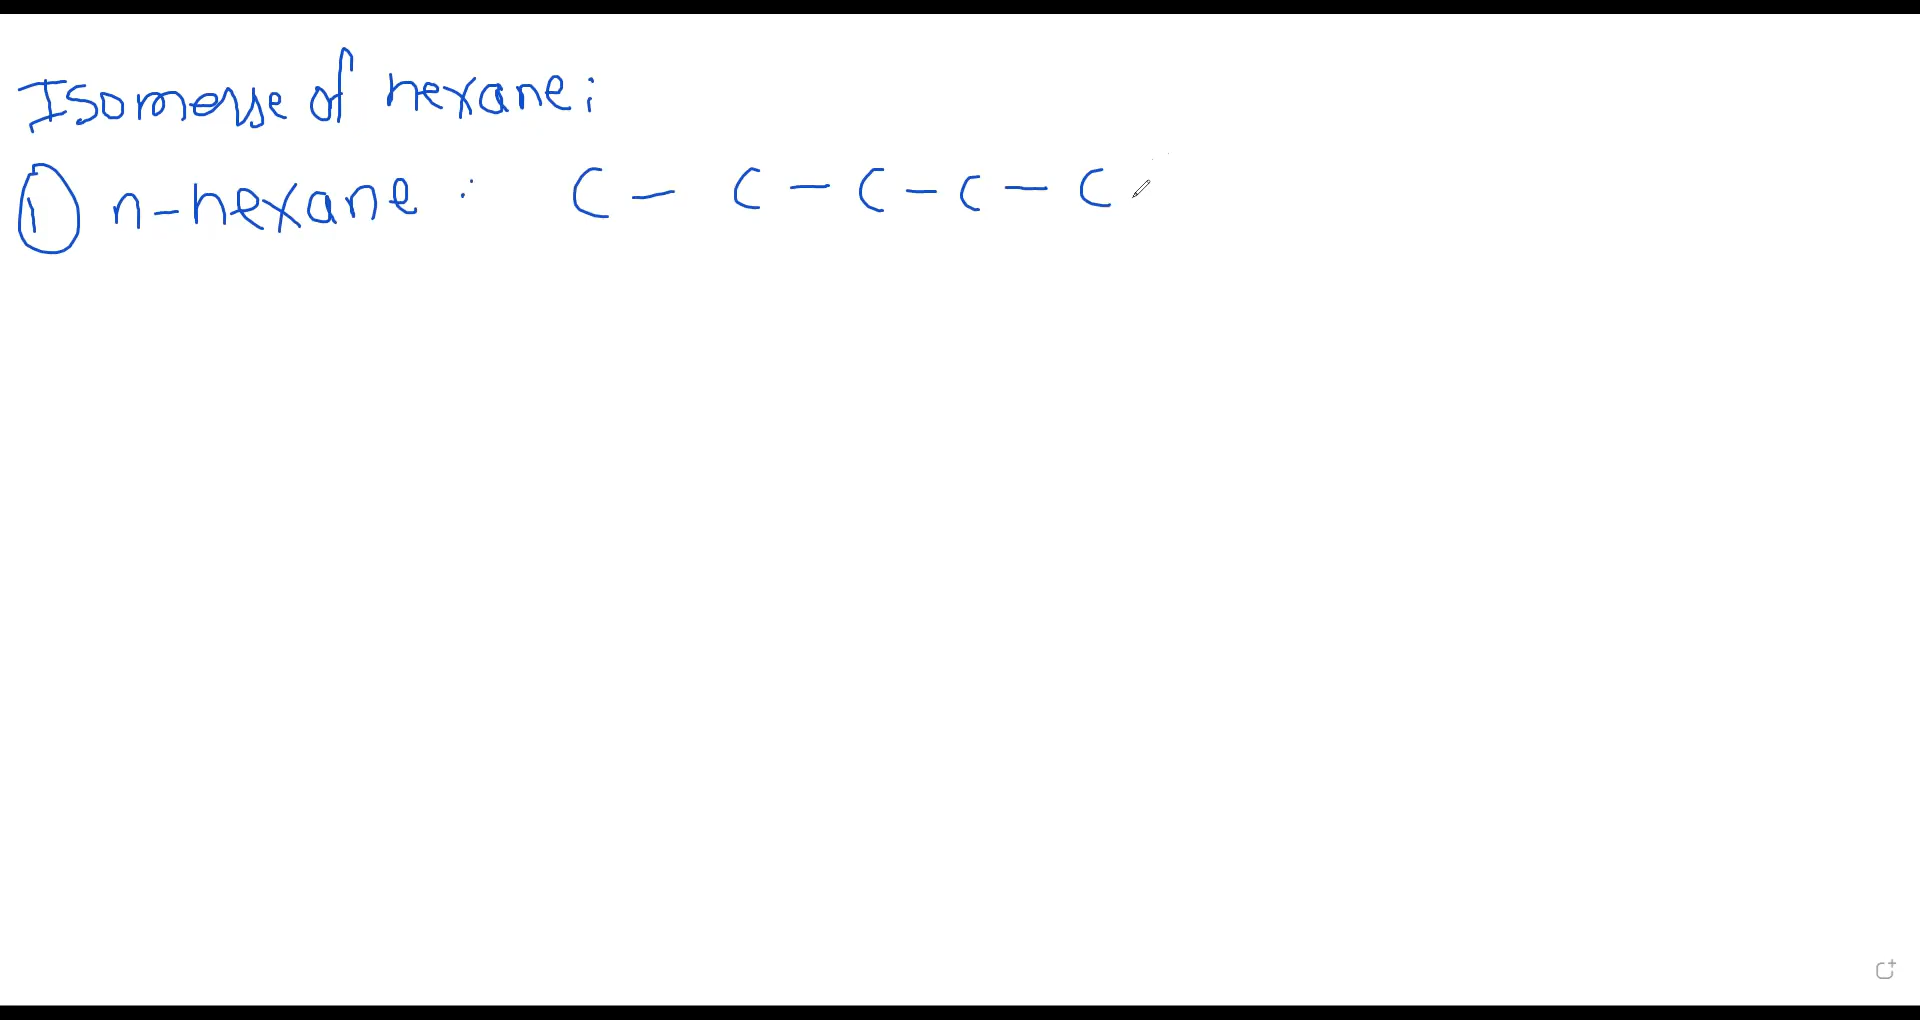 Isomerse of hexane:
① n-hexane : C - C - C - C - C